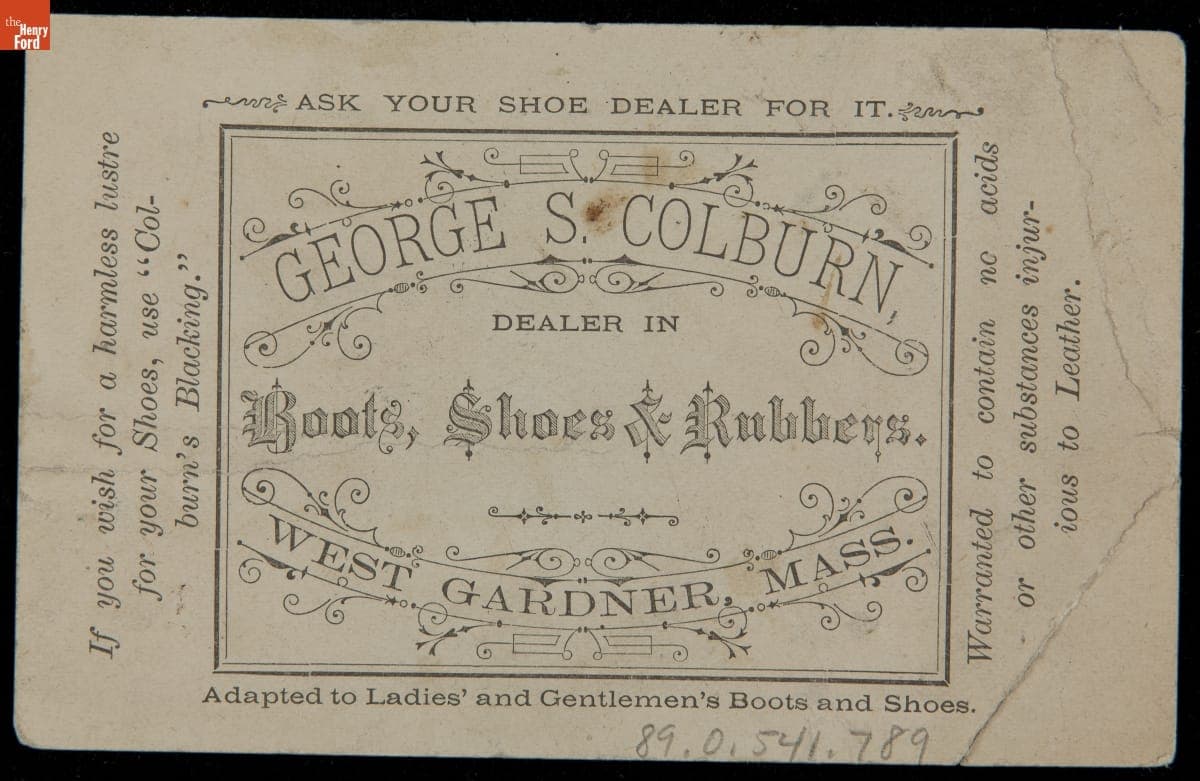 the
Henry
Ford
ASK YOUR SHOE DEALER FOR IT.
If you wish for a harmless lustre
for your Shoes, use "Col-
burn's Blacking."
GEORGE S. COLBURN,
DEALER IN
Boots, Shoes & Rubbers.
WEST GARDNER, MASS.
Warranted to contain no acids
or other substances injur-
ious to Leather.
Adapted to Ladies' and Gentlemen's Boots and Shoes.
89.0.541.789